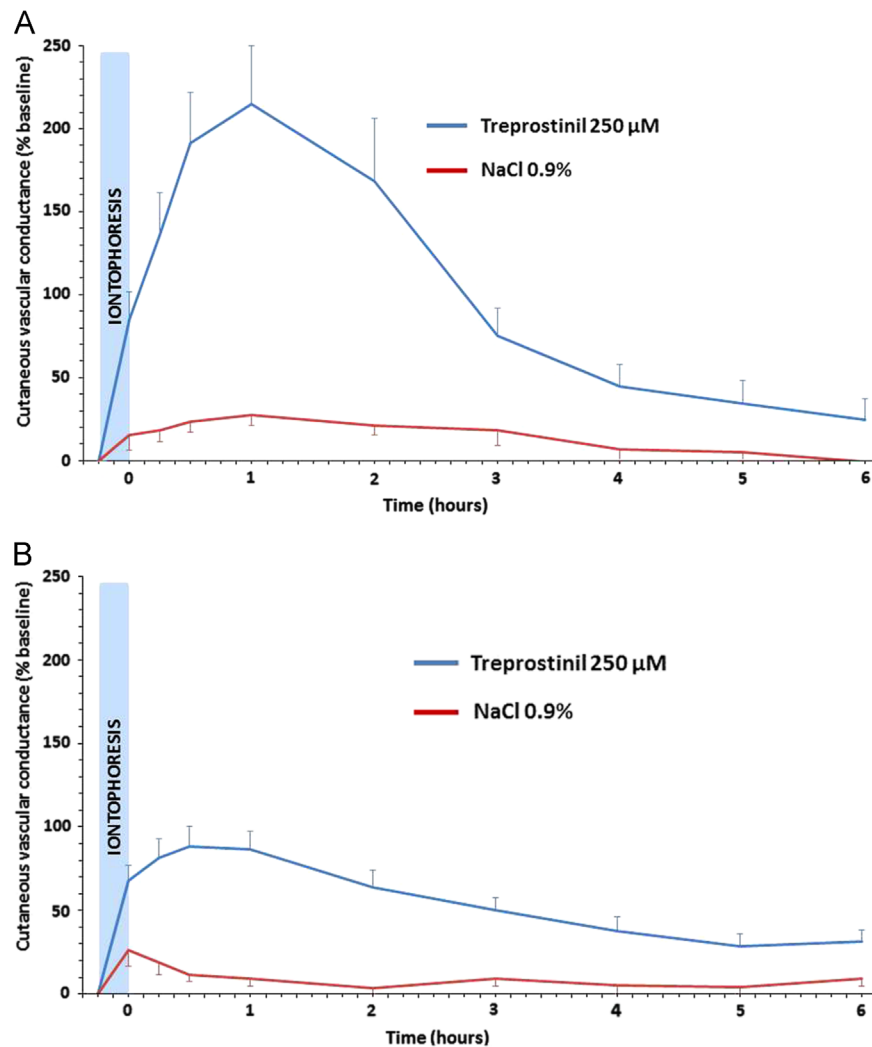 A
Cutaneous vascular conductance (% baseline)
250
200
150
100
50
0
IONTOPHORESIS
Treprostinil 250 µM
NaCl 0.9%
0 1 2 3 4 5 6
Time (hours)
B
Cutaneous vascular conductance (% baseline)
250
200
150
100
50
0
IONTOPHORESIS
Treprostinil 250 µM
NaCl 0.9%
0 1 2 3 4 5 6
Time (hours)